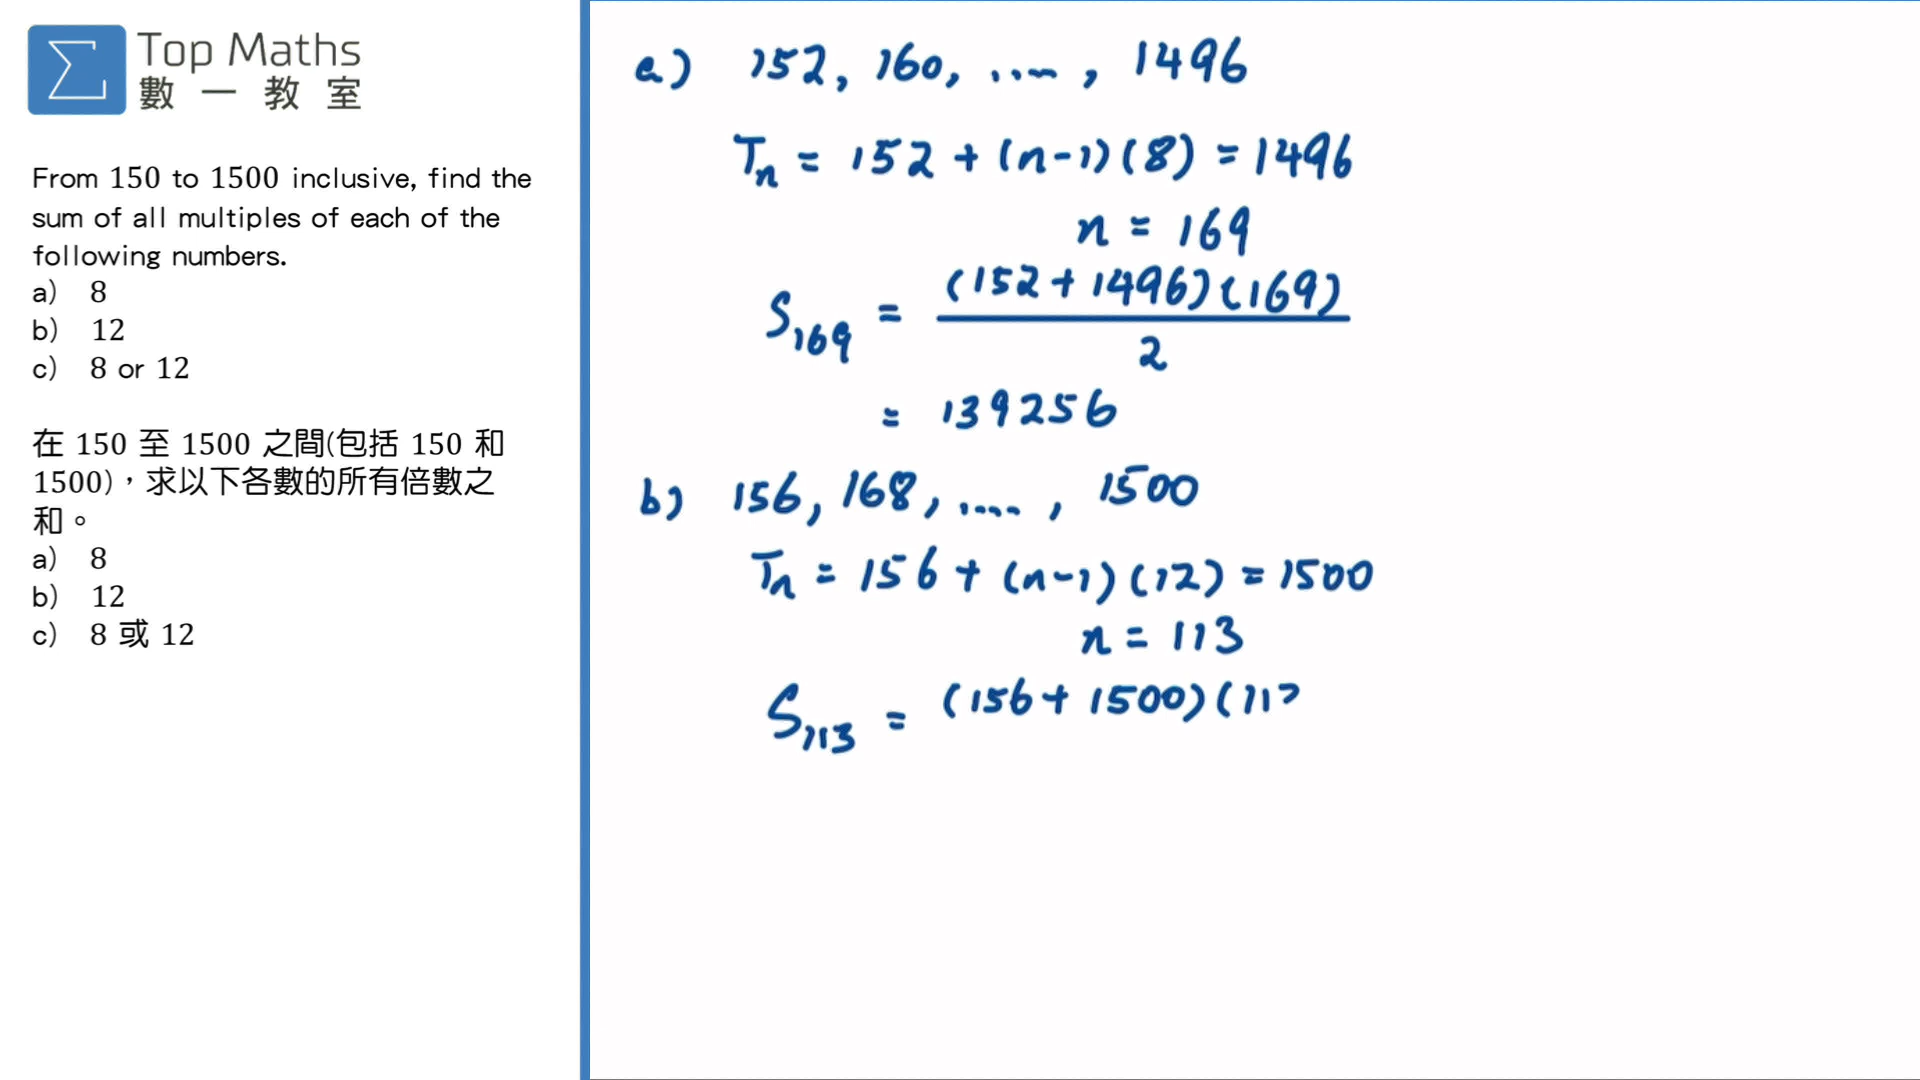 Top Maths
數一教室
From 150 to 1500 inclusive, find the
sum of all multiples of each of the
following numbers.
a) 8
b) 12
c) 8 or 12
在 150 至 1500 之間(包括 150 和
1500)，求以下各數的所有倍數之
和。
a) 8
b) 12
c) 8 或 12
a) 152, 160, ...., 1496
Tn = 152 + (n-1)(8) = 1496
n = 169
S169 = (152 + 1496)(169)
2
= 139256
b) 156, 168, ...., 1500
Tn = 156 + (n-1)(12) = 1500
n = 113
S113 = (156 + 1500)(11